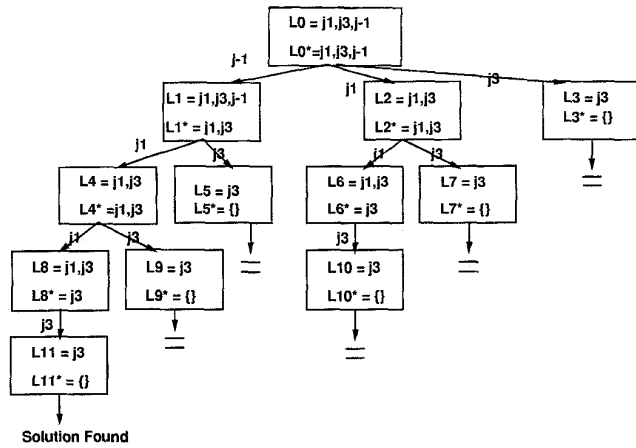 L0 = j1,j3,j-1
L0*=j1,j3,j-1
j-1
j1
j3
L1 = j1,j3,j-1
L1* = j1,j3
L2 = j1,j3
L2* = j1,j3
L3 = j3
L3* = {}
j1
j3
j1
j3
L4 = j1,j3
L4* =j1,j3
L5 = j3
L5*= {}
L6 = j1,j3
L6* = j3
L7 = j3
L7* = {}
j1
j3
j3
L8 = j1,j3
L8* = j3
L9 = j3
L9* = {}
L10 = j3
L10* = {}
j3
L11 = j3
L11* = {}
Solution Found